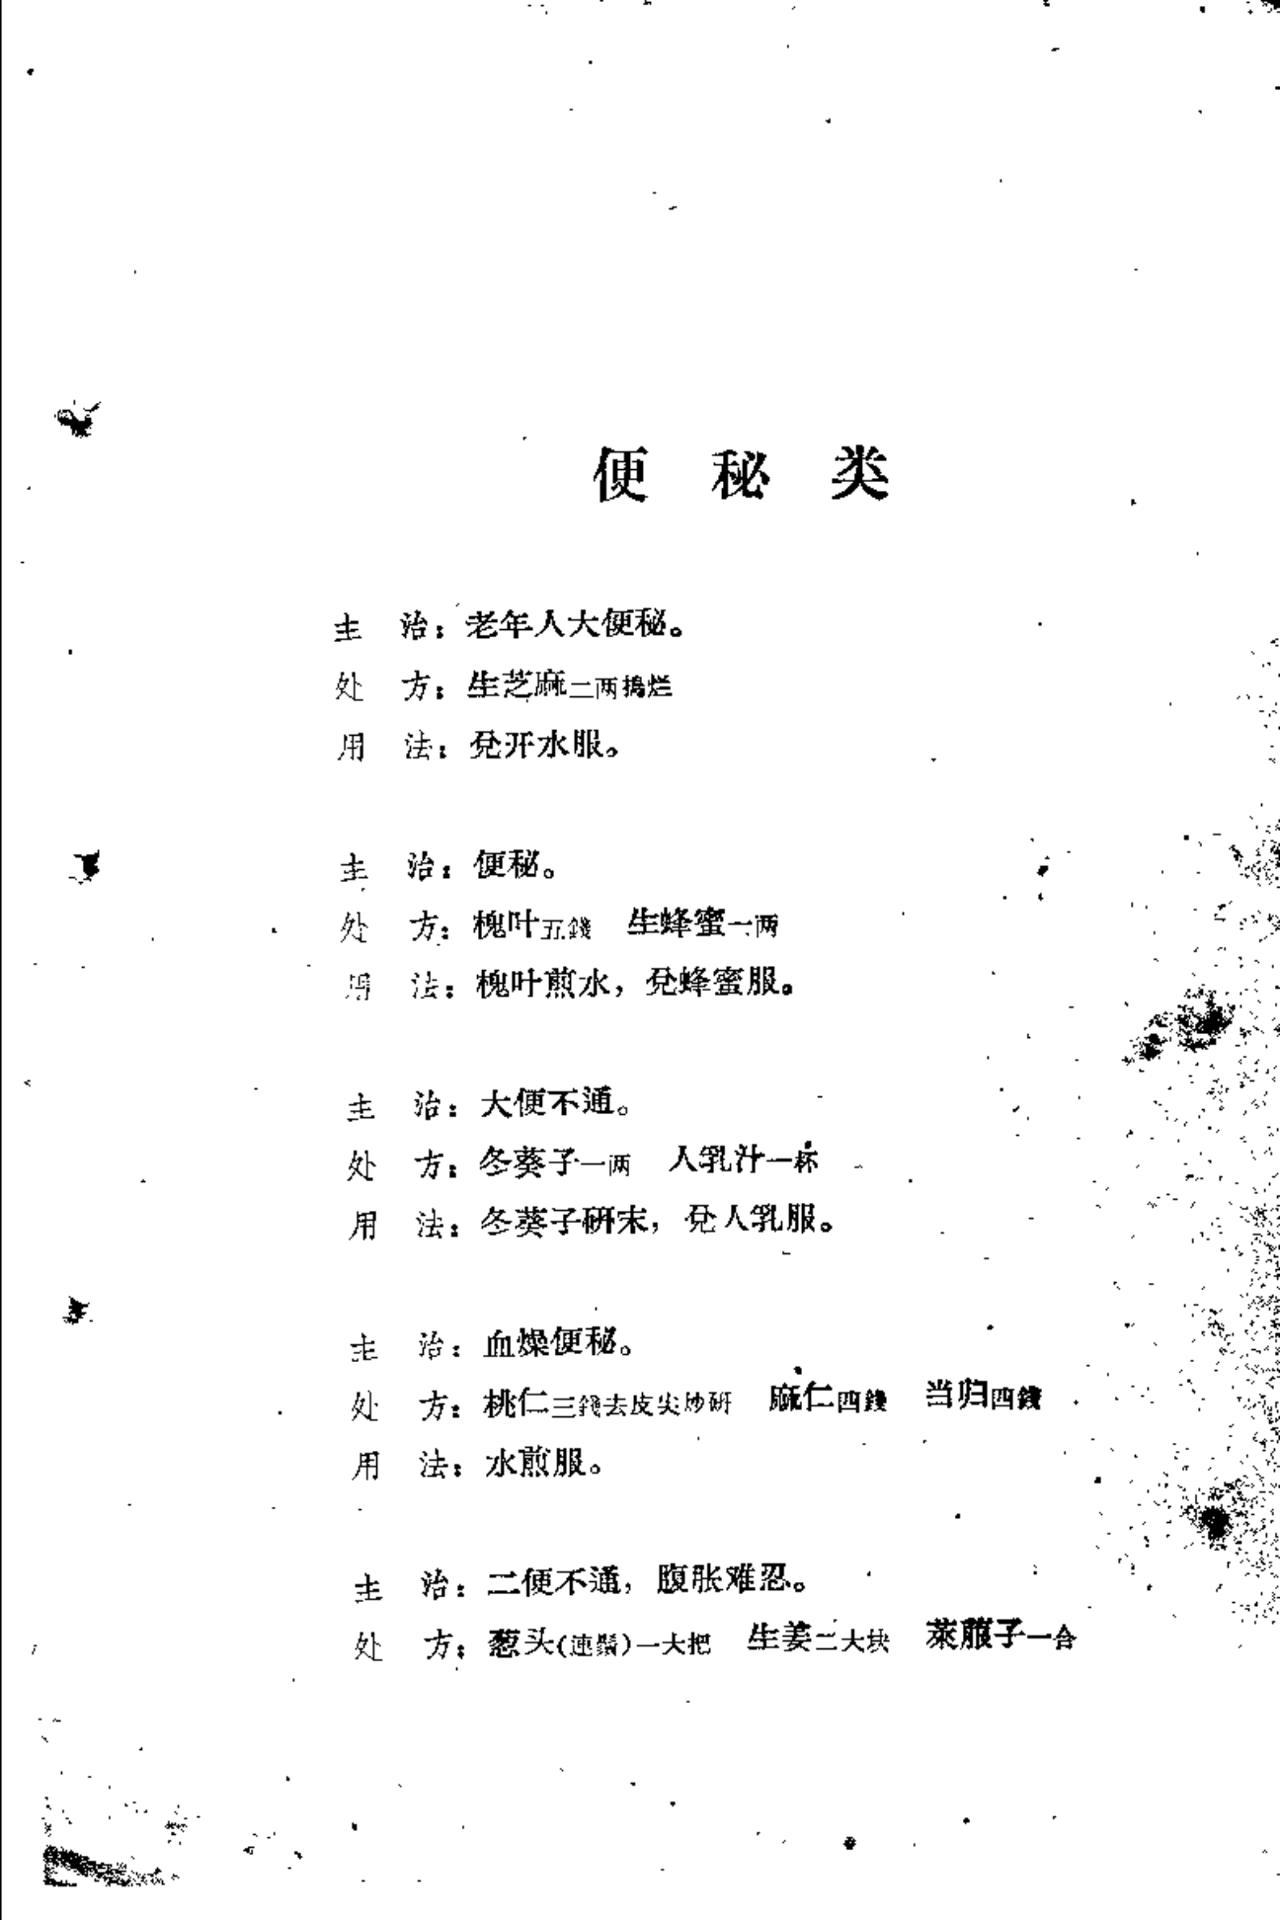 便秘类
主 治：老年人大便秘。
处 方：生芝麻二两捣烂
用 法：兑开水服。
主 治：便秘。
处 方：槐叶五錢 生蜂蜜一两
用 法：槐叶煎水，兑蜂蜜服。
主 治：大便不通。
处 方：冬葵子一两 人乳汁一杯
用 法：冬葵子研末，兑人乳服。
主 治：血燥便秘。
处 方：桃仁三錢去皮尖炒研 麻仁四錢 当归四錢
用 法：水煎服。
主 治：二便不通，腹胀难忍。
处 方：葱头(連鬚)一大把 生姜二大块 萊菔子一合